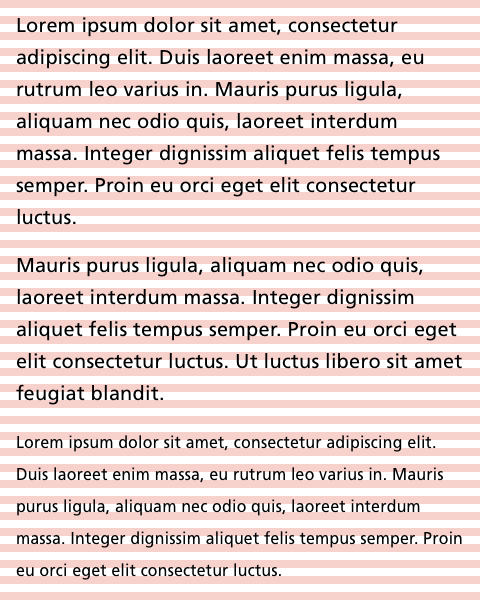 Lorem ipsum dolor sit amet, consectetur
adipiscing elit. Duis laoreet enim massa, eu
rutrum leo varius in. Mauris purus ligula,
aliquam nec odio quis, laoreet interdum
massa. Integer dignissim aliquet felis tempus
semper. Proin eu orci eget elit consectetur
luctus.
Mauris purus ligula, aliquam nec odio quis,
laoreet interdum massa. Integer dignissim
aliquet felis tempus semper. Proin eu orci eget
elit consectetur luctus. Ut luctus libero sit amet
feugiat blandit.
Lorem ipsum dolor sit amet, consectetur adipiscing elit.
Duis laoreet enim massa, eu rutrum leo varius in. Mauris
purus ligula, aliquam nec odio quis, laoreet interdum
massa. Integer dignissim aliquet felis tempus semper. Proin
eu orci eget elit consectetur luctus.